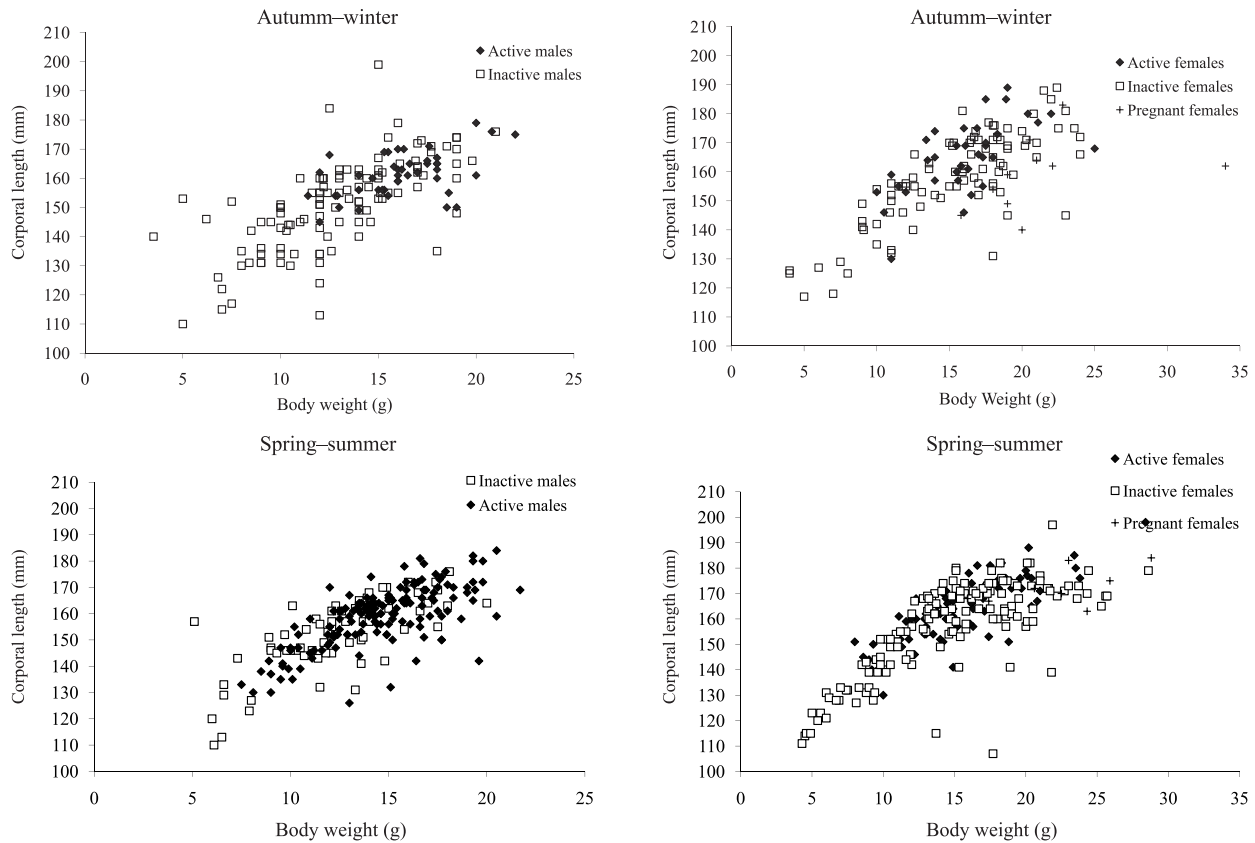 Autumm–winter
210
200
190
180
170
160
150
140
130
120
110
100
Corporal length (mm)
0 5 10 15 20 25
Body weight (g)
Active males
Inactive males
Autumm–winter
210
200
190
180
170
160
150
140
130
120
110
100
Corporal length (mm)
0 5 10 15 20 25 30 35
Body Weight (g)
Active females
Inactive females
Pregnant females
Spring–summer
210
200
190
180
170
160
150
140
130
120
110
100
Corporal length (mm)
0 5 10 15 20 25
Body weight (g)
Inactive males
Active males
Spring–summer
210
200
190
180
170
160
150
140
130
120
110
100
Corporal length (mm)
0 5 10 15 20 25 30 35
Body weight (g)
Active females
Inactive females
Pregnant females